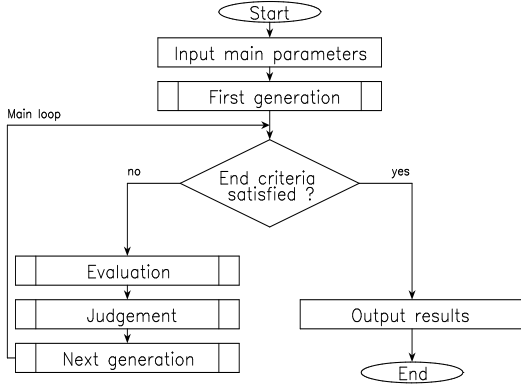 Start
Input main parameters
First generation
Main loop
no
yes
End criteria
satisfied ?
Evaluation
Judgement
Output results
Next generation
End